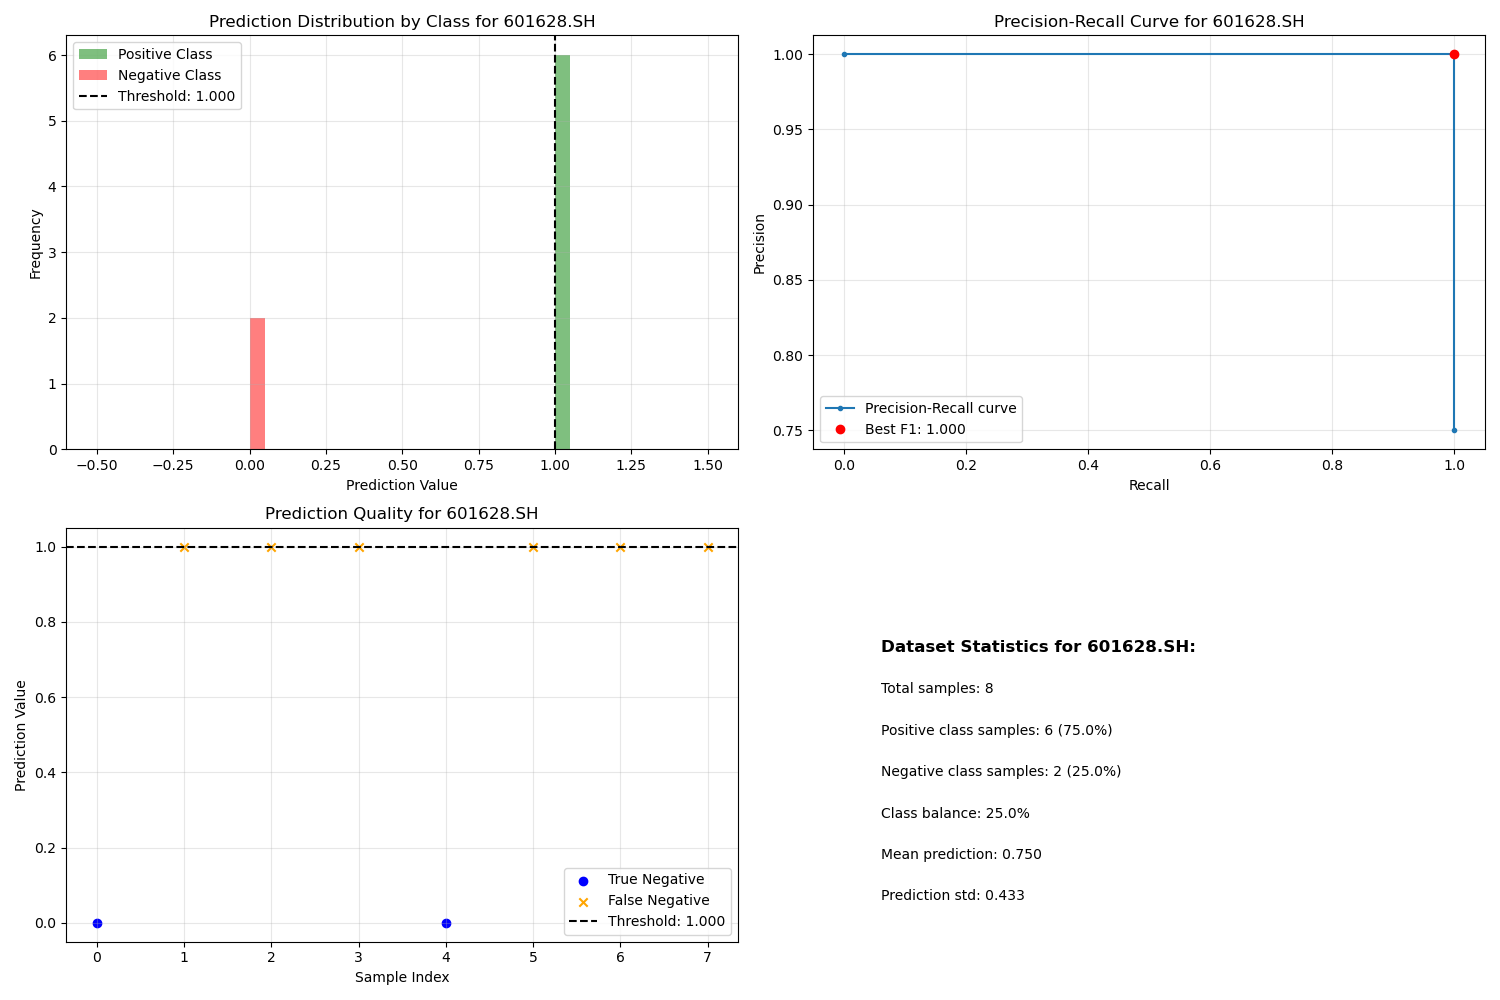 Prediction Distribution by Class for 601628.SH
Positive Class
Negative Class
Threshold: 1.000
Frequency
6
5
4
3
2
1
0
−0.50
−0.25
0.00
0.25
0.50
0.75
1.00
1.25
1.50
Prediction Value
Precision-Recall Curve for 601628.SH
Precision
1.00
0.95
0.90
0.85
0.80
0.75
Precision-Recall curve
Best F1: 1.000
0.0
0.2
0.4
0.6
0.8
1.0
Recall
Prediction Quality for 601628.SH
Prediction Value
1.0
0.8
0.6
0.4
0.2
0.0
True Negative
False Negative
Threshold: 1.000
0
1
2
3
4
5
6
7
Sample Index
Dataset Statistics for 601628.SH:
Total samples: 8
Positive class samples: 6 (75.0%)
Negative class samples: 2 (25.0%)
Class balance: 25.0%
Mean prediction: 0.750
Prediction std: 0.433